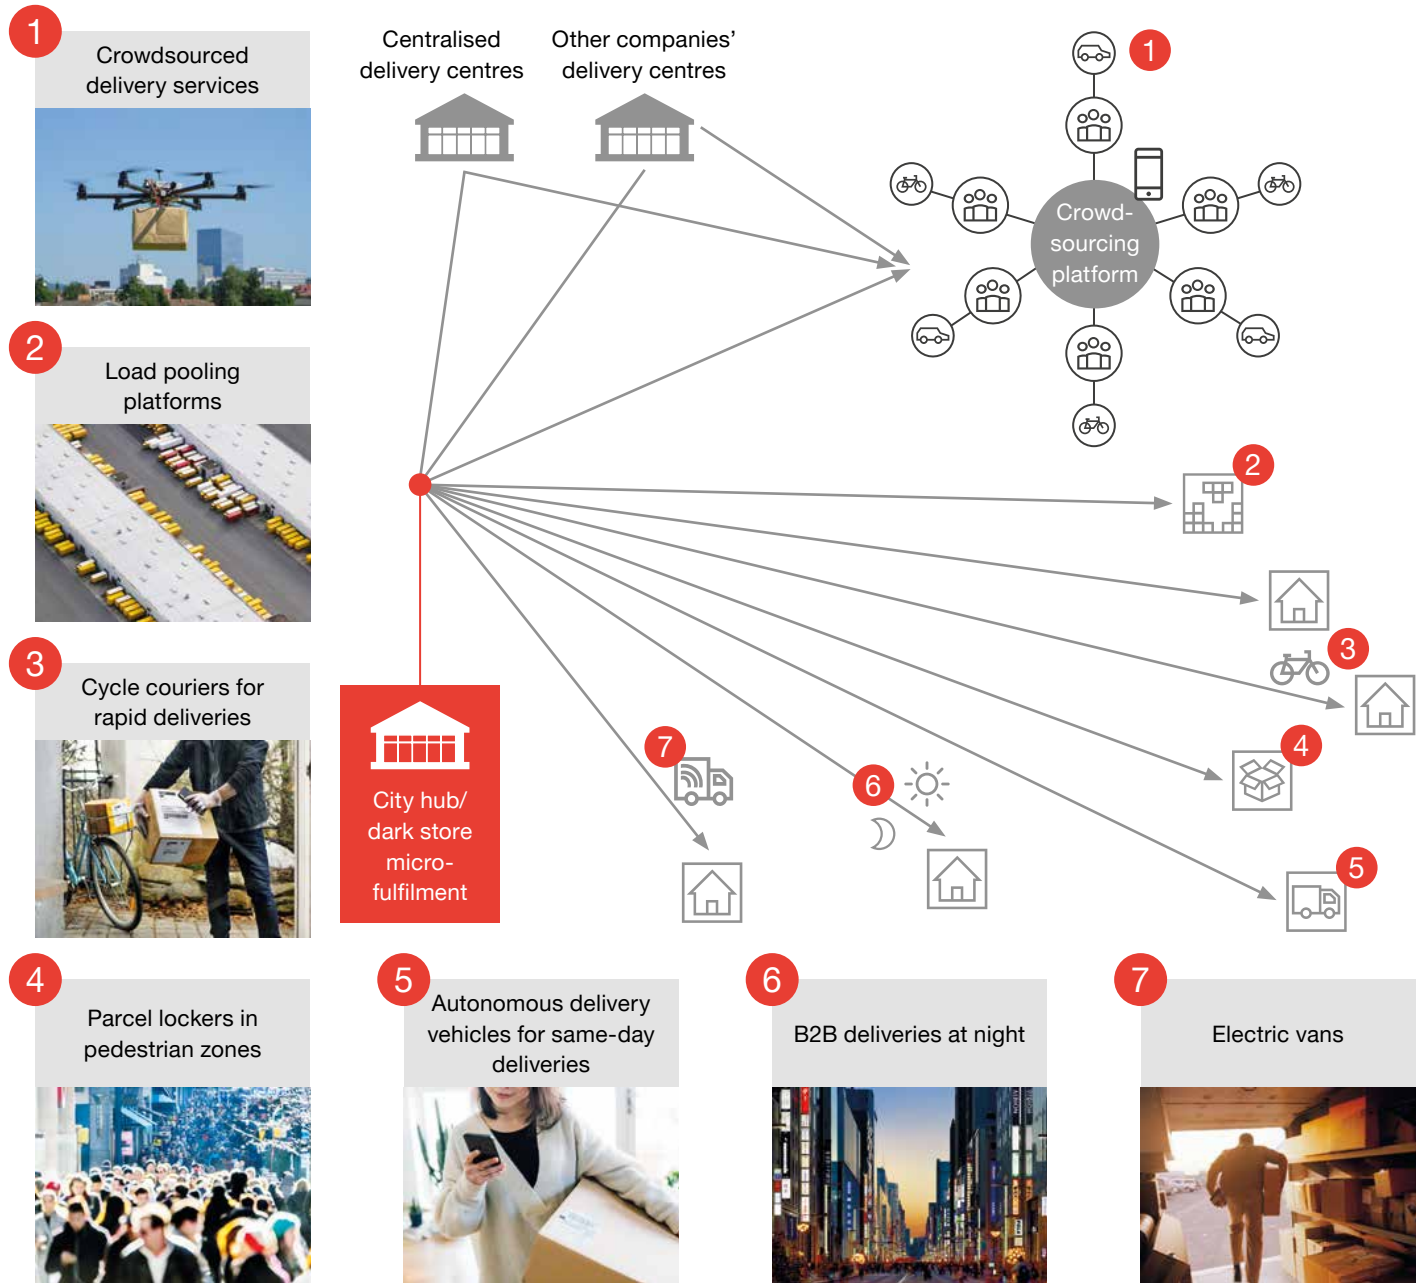 1
Crowdsourced
delivery services
Centralised
delivery centres
Other companies’
delivery centres
1
Crowd-
sourcing
platform
2
Load pooling
platforms
2
3
Cycle couriers for
rapid deliveries
3
4
5
6
7
City hub/
dark store
micro-
fulfilment
4
Parcel lockers in
pedestrian zones
5
Autonomous delivery
vehicles for same-day
deliveries
6
B2B deliveries at night
7
Electric vans